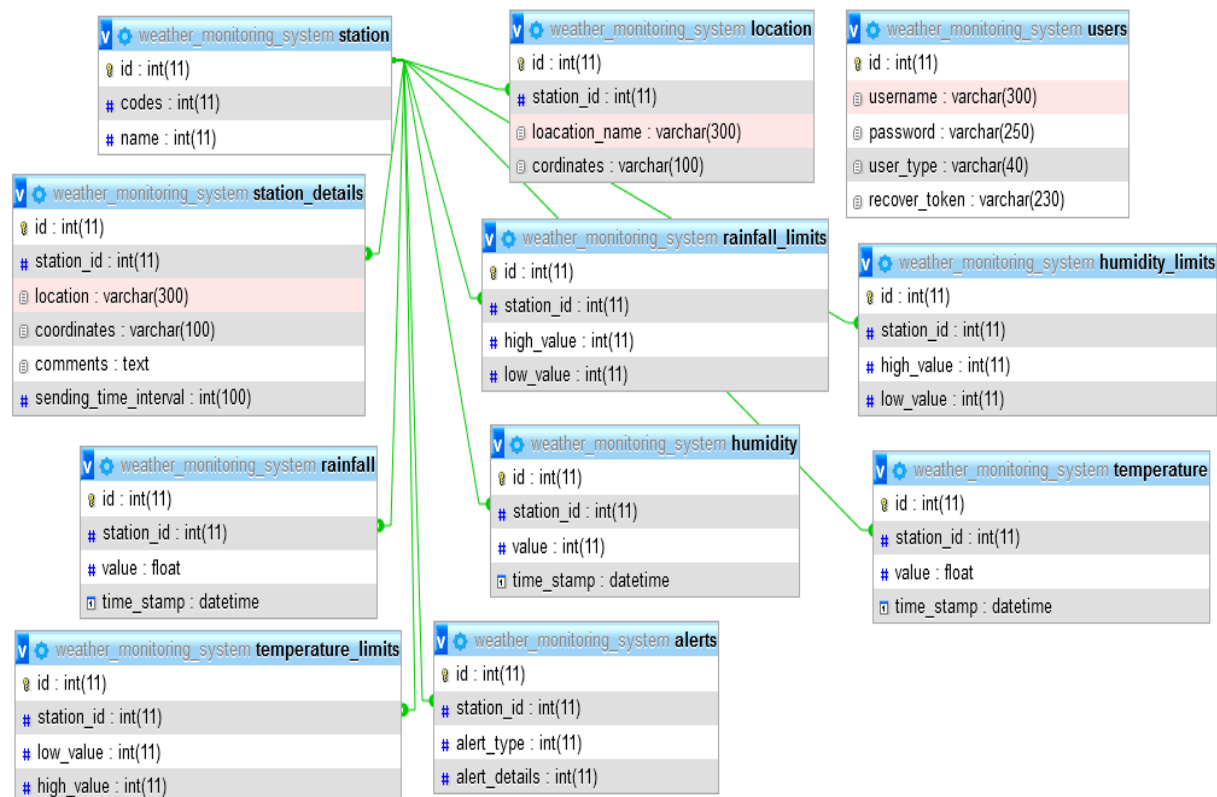 v weather_monitoring_system station
id : int(11)
# codes : int(11)
# name : int(11)
v weather_monitoring_system location
id : int(11)
# station_id : int(11)
loacation_name : varchar(300)
cordinates : varchar(100)
v weather_monitoring_system users
id : int(11)
username : varchar(300)
password : varchar(250)
user_type : varchar(40)
recover_token : varchar(230)
v weather_monitoring_system station_details
id : int(11)
# station_id : int(11)
location : varchar(300)
coordinates : varchar(100)
comments : text
# sending_time_interval : int(100)
v weather_monitoring_system rainfall_limits
id : int(11)
# station_id : int(11)
# high_value : int(11)
# low_value : int(11)
v weather_monitoring_system humidity_limits
id : int(11)
# station_id : int(11)
# high_value : int(11)
# low_value : int(11)
v weather_monitoring_system rainfall
id : int(11)
# station_id : int(11)
# value : float
time_stamp : datetime
v weather_monitoring_system humidity
id : int(11)
# station_id : int(11)
# value : int(11)
time_stamp : datetime
v weather_monitoring_system temperature
id : int(11)
# station_id : int(11)
# value : float
time_stamp : datetime
v weather_monitoring_system temperature_limits
id : int(11)
# station_id : int(11)
# low_value : int(11)
# high_value : int(11)
v weather_monitoring_system alerts
id : int(11)
# station_id : int(11)
# alert_type : int(11)
# alert_details : int(11)